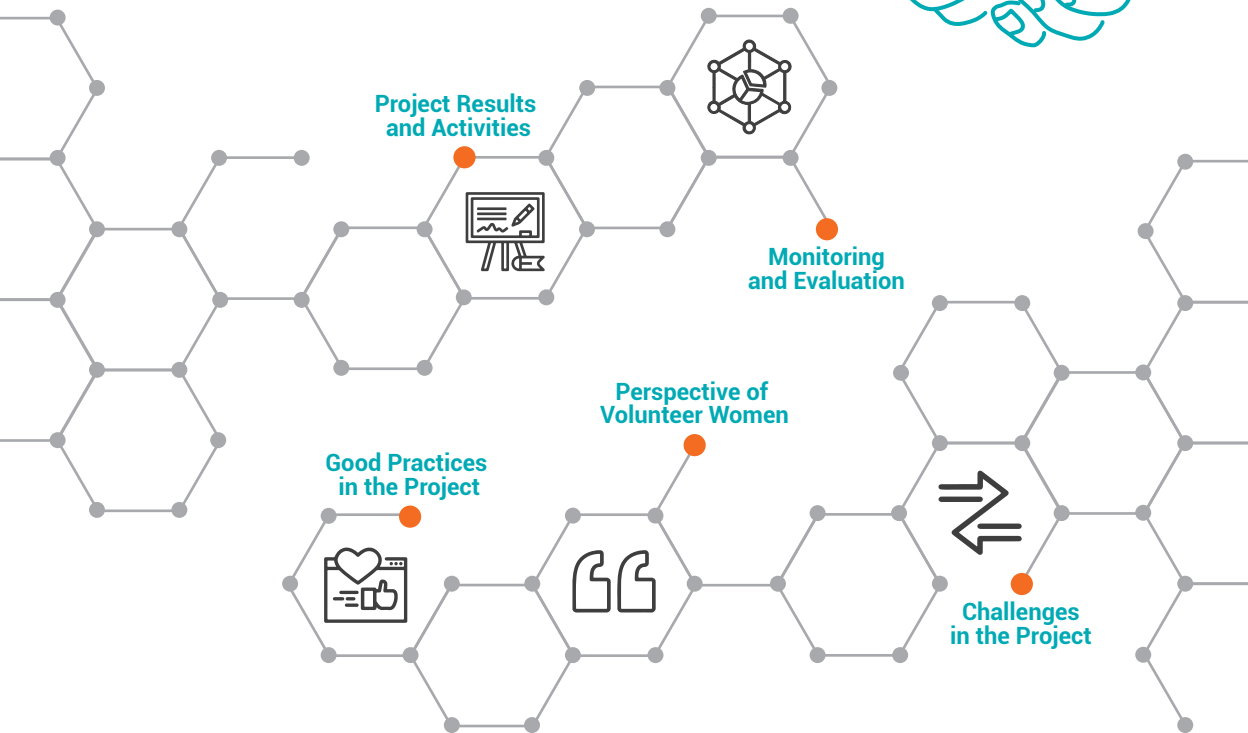 Project Results
and Activities
Monitoring
and Evaluation
Perspective of
Volunteer Women
Good Practices
in the Project
Challenges
in the Project